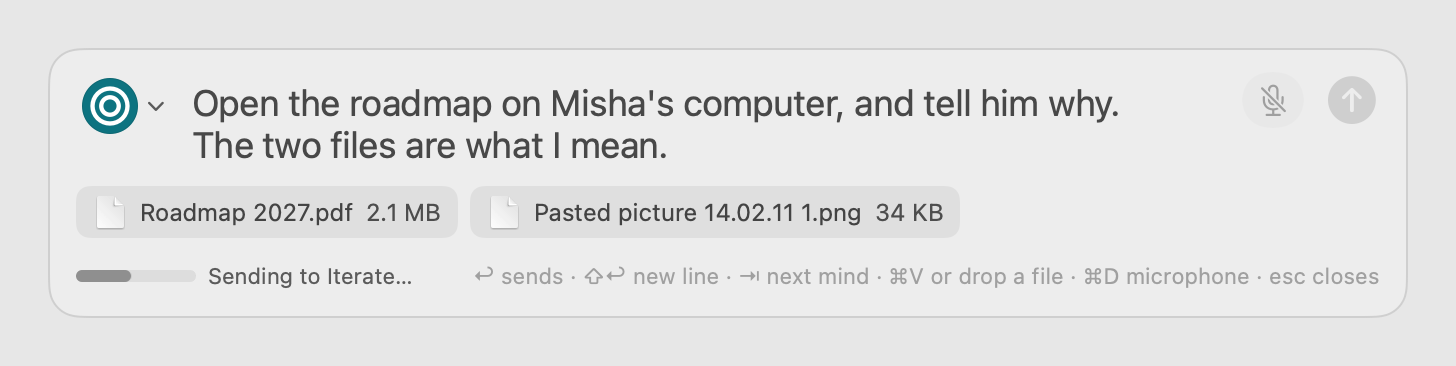 Open the roadmap on Misha's computer, and tell him why.
The two files are what I mean.
Roadmap 2027.pdf 2.1 MB
Pasted picture 14.02.11 1.png 34 KB
Sending to Iterate…
↩ sends · ⇧↩ new line · ⇥ next mind · ⌘V or drop a file · ⌘D microphone · esc closes